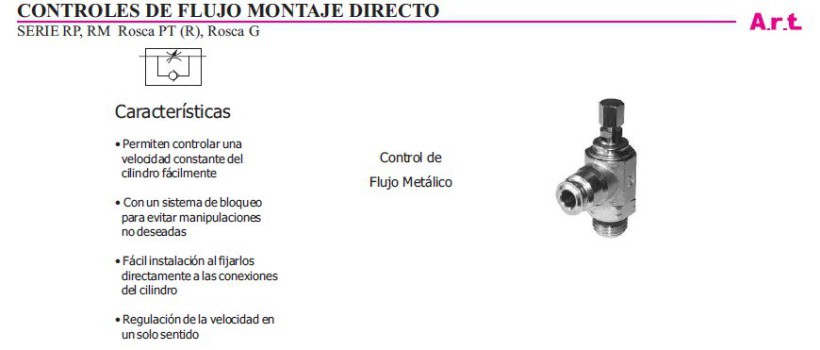 CONTROLES DE FLUJO MONTAJE DIRECTO
A.r.t.
SERIE RP, RM Rosca PT (R), Rosca G
Características
• Permiten controlar una
velocidad constante del
cilindro fácilmente
• Con un sistema de bloqueo
para evitar manipulaciones
no deseadas
• Fácil instalación al fijarlos
directamente a las conexiones
del cilindro
• Regulación de la velocidad en
un solo sentido
Control de
Flujo Metálico